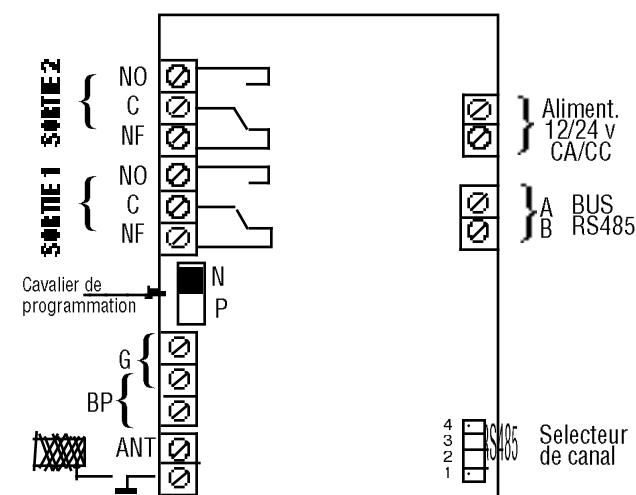 SORTIE 2
NO
C
NF
SORTIE 1
NO
C
NF
Cavalier de
programmation
N
P
G
BP
ANT
Aliment.
12/24 v
CA/CC
A BUS
B RS485
4
3
2
1
RS485
Selecteur
de canal